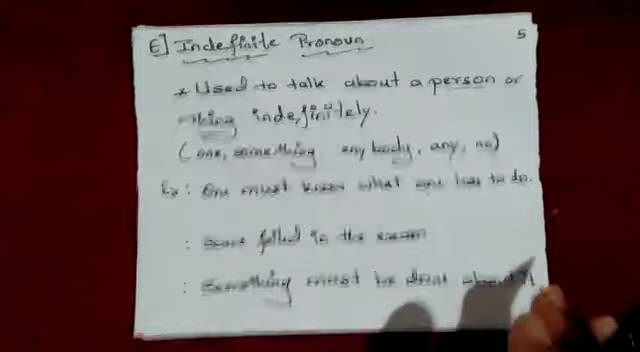 E] Indefinite Pronoun
5
* Used to talk about a person or
thing indefinitely.
(one, something, any body, any, no)
Ex: One must know what one has to do.
: some failed in the exam
: Something must be done about it